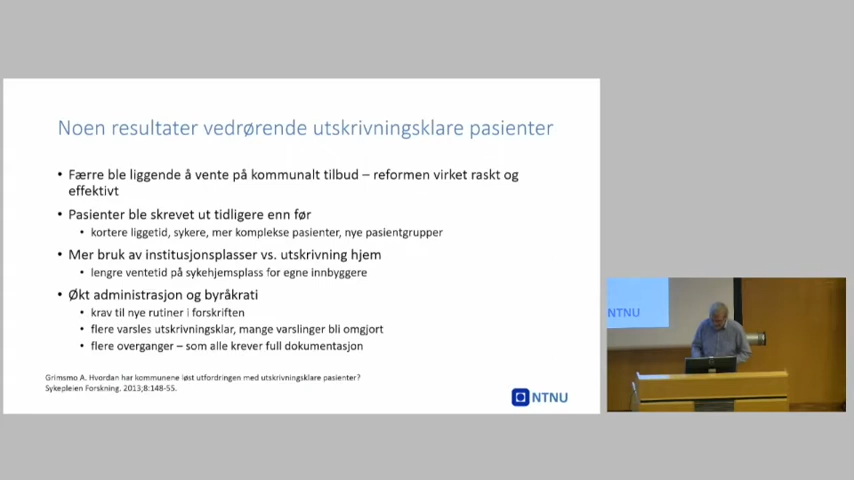 Noen resultater vedrørende utskrivningsklare pasienter
• Færre ble liggende å vente på kommunalt tilbud – reformen virket raskt og
effektivt
• Pasienter ble skrevet ut tidligere enn før
• kortere liggetid, sykere, mer komplekse pasienter, nye pasientgrupper
• Mer bruk av institusjonsplasser vs. utskrivning hjem
• lengre ventetid på sykehjemsplass for egne innbyggere
• Økt administrasjon og byråkrati
• krav til nye rutiner i forskriften
• flere varsles utskrivningsklar, mange varslinger bli omgjort
• flere overganger – som alle krever full dokumentasjon
Grimsmo A. Hvordan har kommunene løst utfordringen med utskrivningsklare pasienter?
Sykepleien Forskning. 2013;8:148-55.
NTNU
NTNU